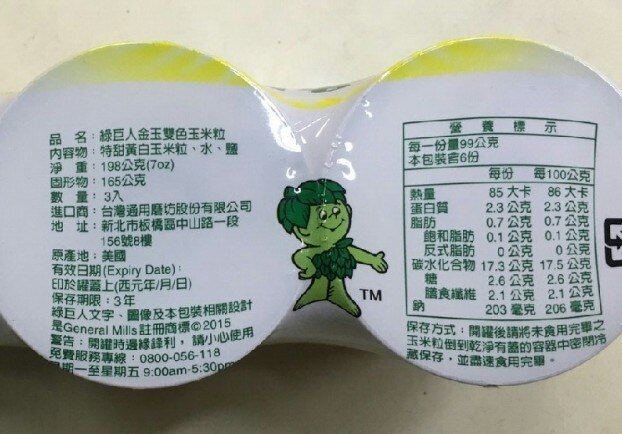 品　名：綠巨人金玉雙色玉米粒
內容物：特甜黃白玉米粒、水、鹽
淨　重：198公克(7oz)
固形物：165公克
數　量：3入
進口商：台灣通用磨坊股份有限公司
地　址：新北市板橋區中山路一段
156號8樓
原產地：美國
有效日期(Expiry Date):
印於罐蓋上(西元年/月/日)
保存期限：3年
綠巨人文字、圖像及本包裝相關設計
是General Mills註冊商標©2015
警告：開罐時邊緣鋒利，請小心使用
免費服務專線：0800-056-118
期一至星期五 9:00am-5:30pm
TM
營養標示
每一份量99公克
本包裝含6份
每份 每100公克
熱量 85 大卡 86 大卡
蛋白質 2.3 公克 2.3 公克
脂肪 0.7 公克 0.7 公克
飽和脂肪 0.1 公克 0.1 公克
反式脂肪 0 公克 0 公克
碳水化合物 17.3 公克 17.5 公克
糖 2.6 公克 2.6 公克
膳食纖維 2.1 公克 2.1 公克
鈉 203 毫克 206 毫克
保存方式：開罐後請將未食用完畢之
玉米粒倒到乾淨有蓋的容器中密閉冷
藏保存，並盡速食用完畢。